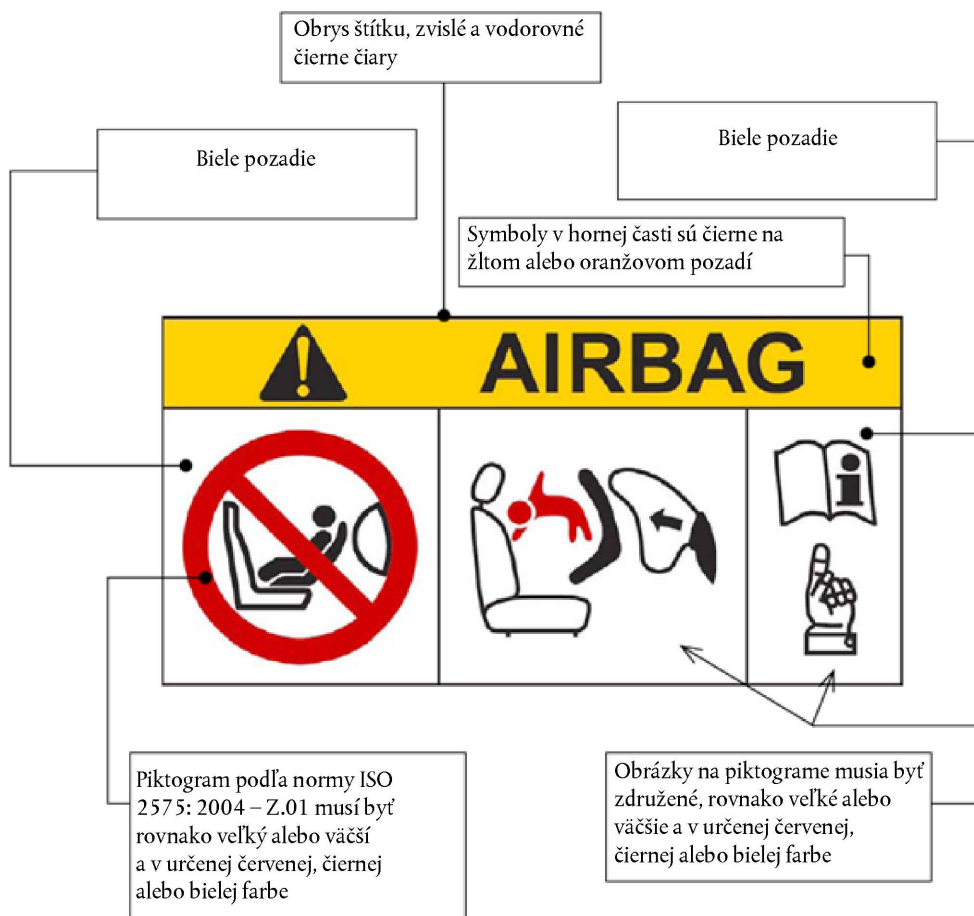 Obrys štítku, zvislé a vodorovné
čierne čiary
Biele pozadie
Biele pozadie
Symboly v hornej časti sú čierne na
žltom alebo oranžovom pozadí
AIRBAG
i
Piktogram podľa normy ISO
2575: 2004 – Z.01 musí byť
rovnako veľký alebo väčší
a v určenej červenej, čiernej
alebo bielej farbe
Obrázky na piktograme musia byť
združené, rovnako veľké alebo
väčšie a v určenej červenej,
čiernej alebo bielej farbe